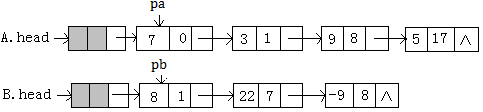 pa
A.head 7 0 3 1 9 8 5 17 ∧
pb
B.head 8 1 22 7 -9 8 ∧